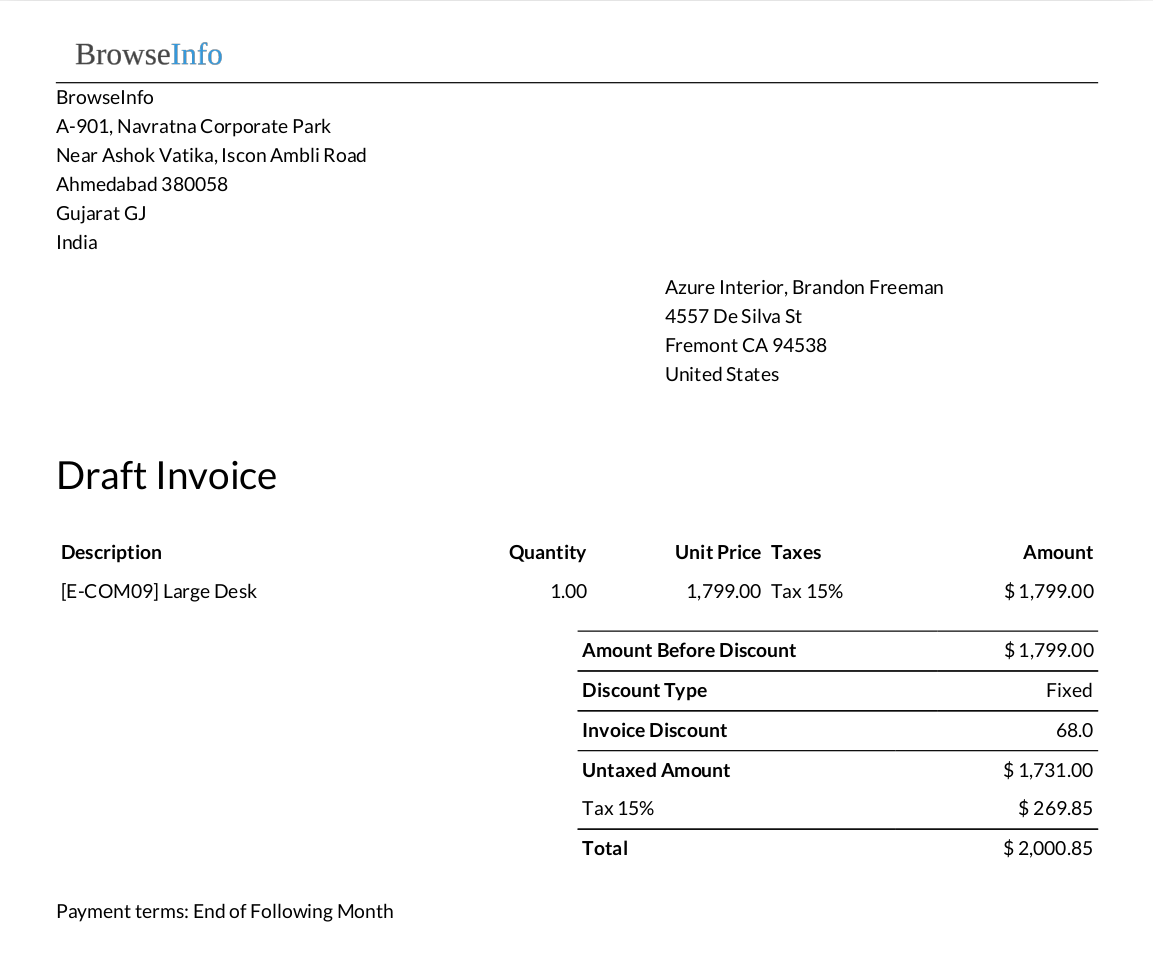 BrowseInfo
BrowseInfo
A-901, Navratna Corporate Park
Near Ashok Vatika, Iscon Ambli Road
Ahmedabad 380058
Gujarat GJ
India
Azure Interior, Brandon Freeman
4557 De Silva St
Fremont CA 94538
United States
Draft Invoice
Description Quantity Unit Price Taxes Amount
[E-COM09] Large Desk 1.00 1,799.00 Tax 15% $ 1,799.00
Amount Before Discount $ 1,799.00
Discount Type Fixed
Invoice Discount 68.0
Untaxed Amount $ 1,731.00
Tax 15% $ 269.85
Total $ 2,000.85
Payment terms: End of Following Month